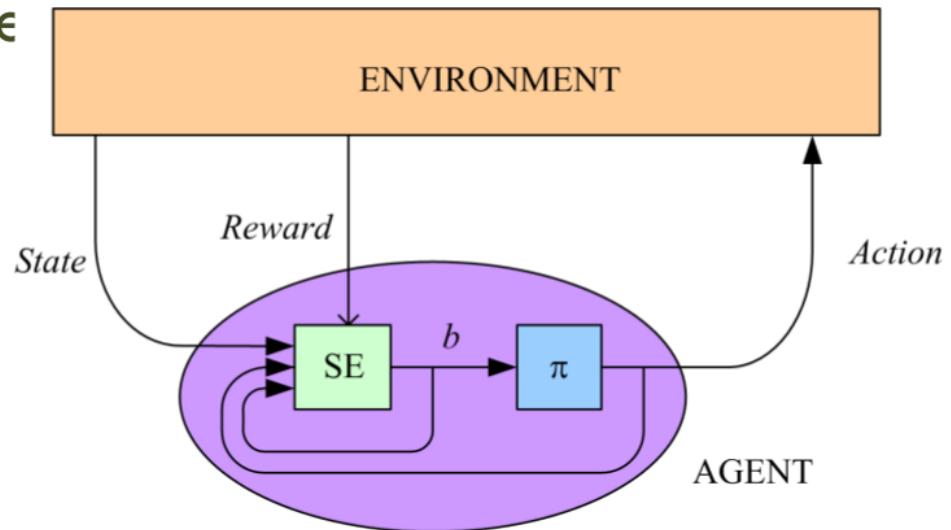 ϵ
ENVIRONMENT
Reward
State
Action
b
SE
π
AGENT